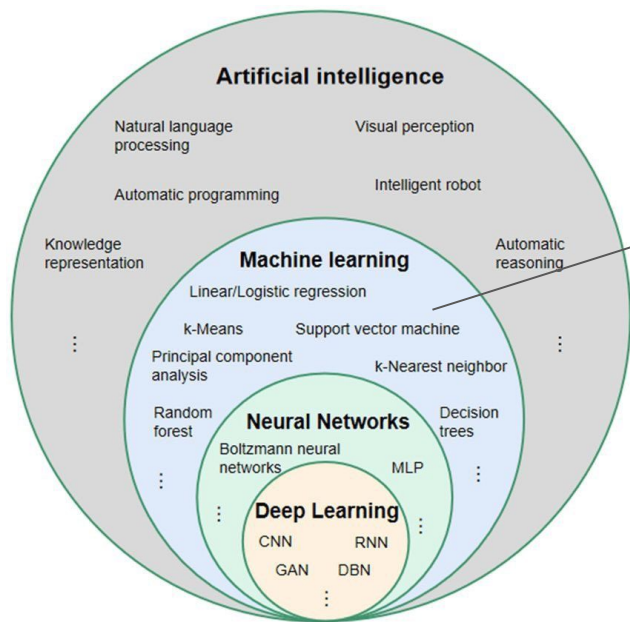 Artificial intelligence
Natural language
processing
Visual perception
Automatic programming
Intelligent robot
Knowledge
representation
Automatic
reasoning
Machine learning
Linear/Logistic regression
k-Means
Support vector machine
Principal component
analysis
k-Nearest neighbor
Random
forest
Decision
trees
Neural Networks
Boltzmann neural
networks
MLP
Deep Learning
CNN
RNN
GAN
DBN